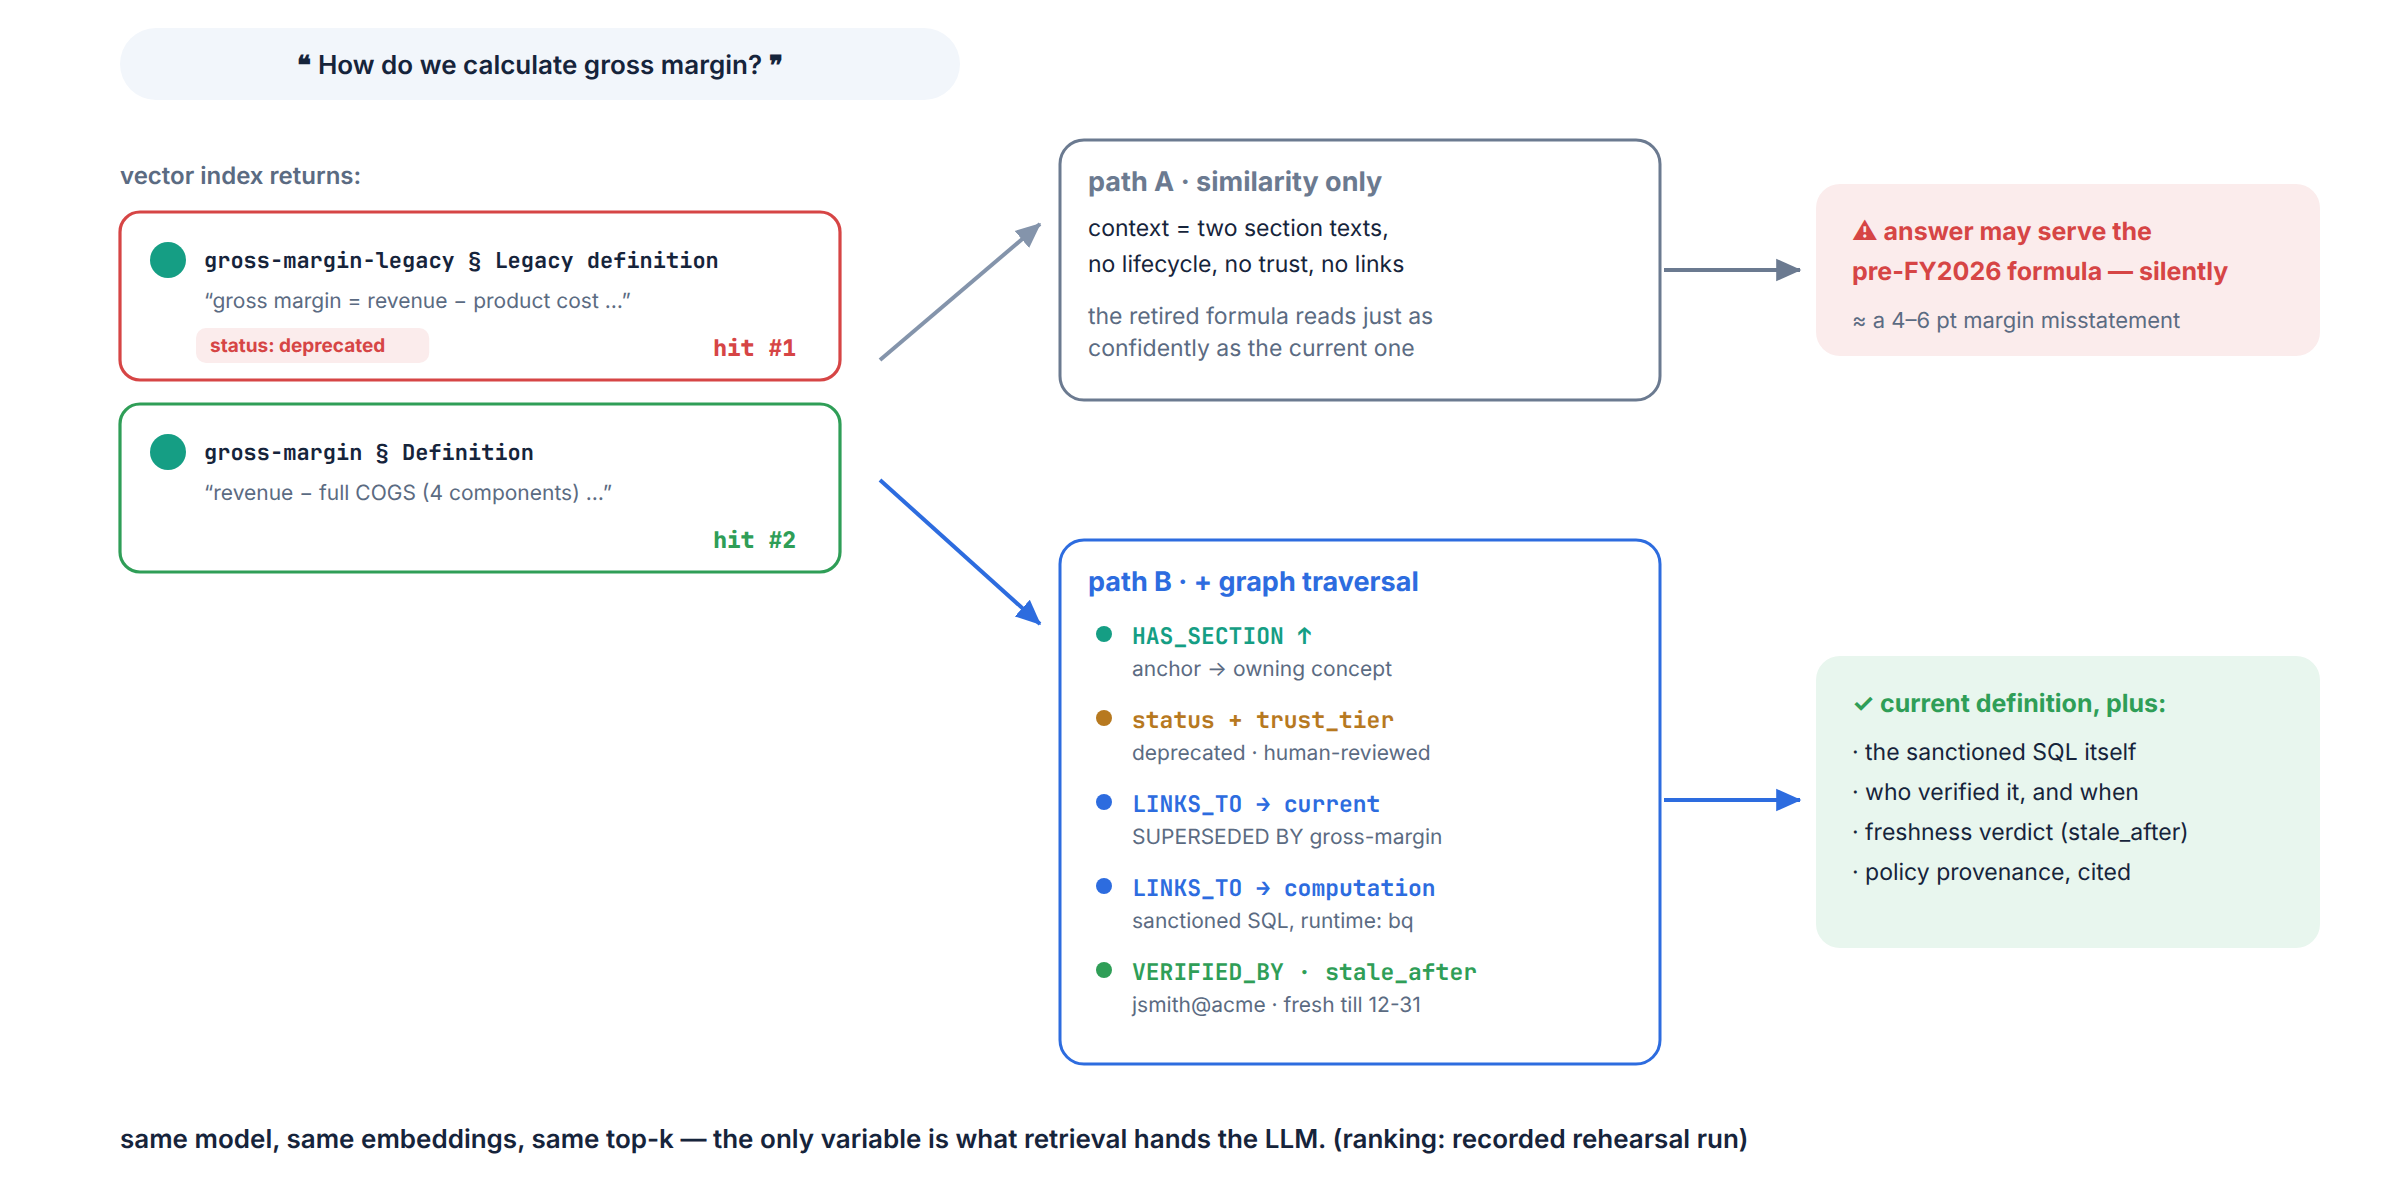 ❝ How do we calculate gross margin? ❞
vector index returns:
gross-margin-legacy § Legacy definition
“gross margin = revenue – product cost ...”
status: deprecated
hit #1
gross-margin § Definition
“revenue – full COGS (4 components) ...”
hit #2
path A · similarity only
context = two section texts,
no lifecycle, no trust, no links
the retired formula reads just as
confidently as the current one
⚠ answer may serve the
pre-FY2026 formula — silently
≈ a 4–6 pt margin misstatement
path B · + graph traversal
HAS_SECTION ↑
anchor → owning concept
status + trust_tier
deprecated · human-reviewed
LINKS_TO → current
SUPERSEDED BY gross-margin
LINKS_TO → computation
sanctioned SQL, runtime: bq
VERIFIED_BY · stale_after
jsmith@acme · fresh till 12-31
✓ current definition, plus:
· the sanctioned SQL itself
· who verified it, and when
· freshness verdict (stale_after)
· policy provenance, cited
same model, same embeddings, same top-k — the only variable is what retrieval hands the LLM. (ranking: recorded rehearsal run)